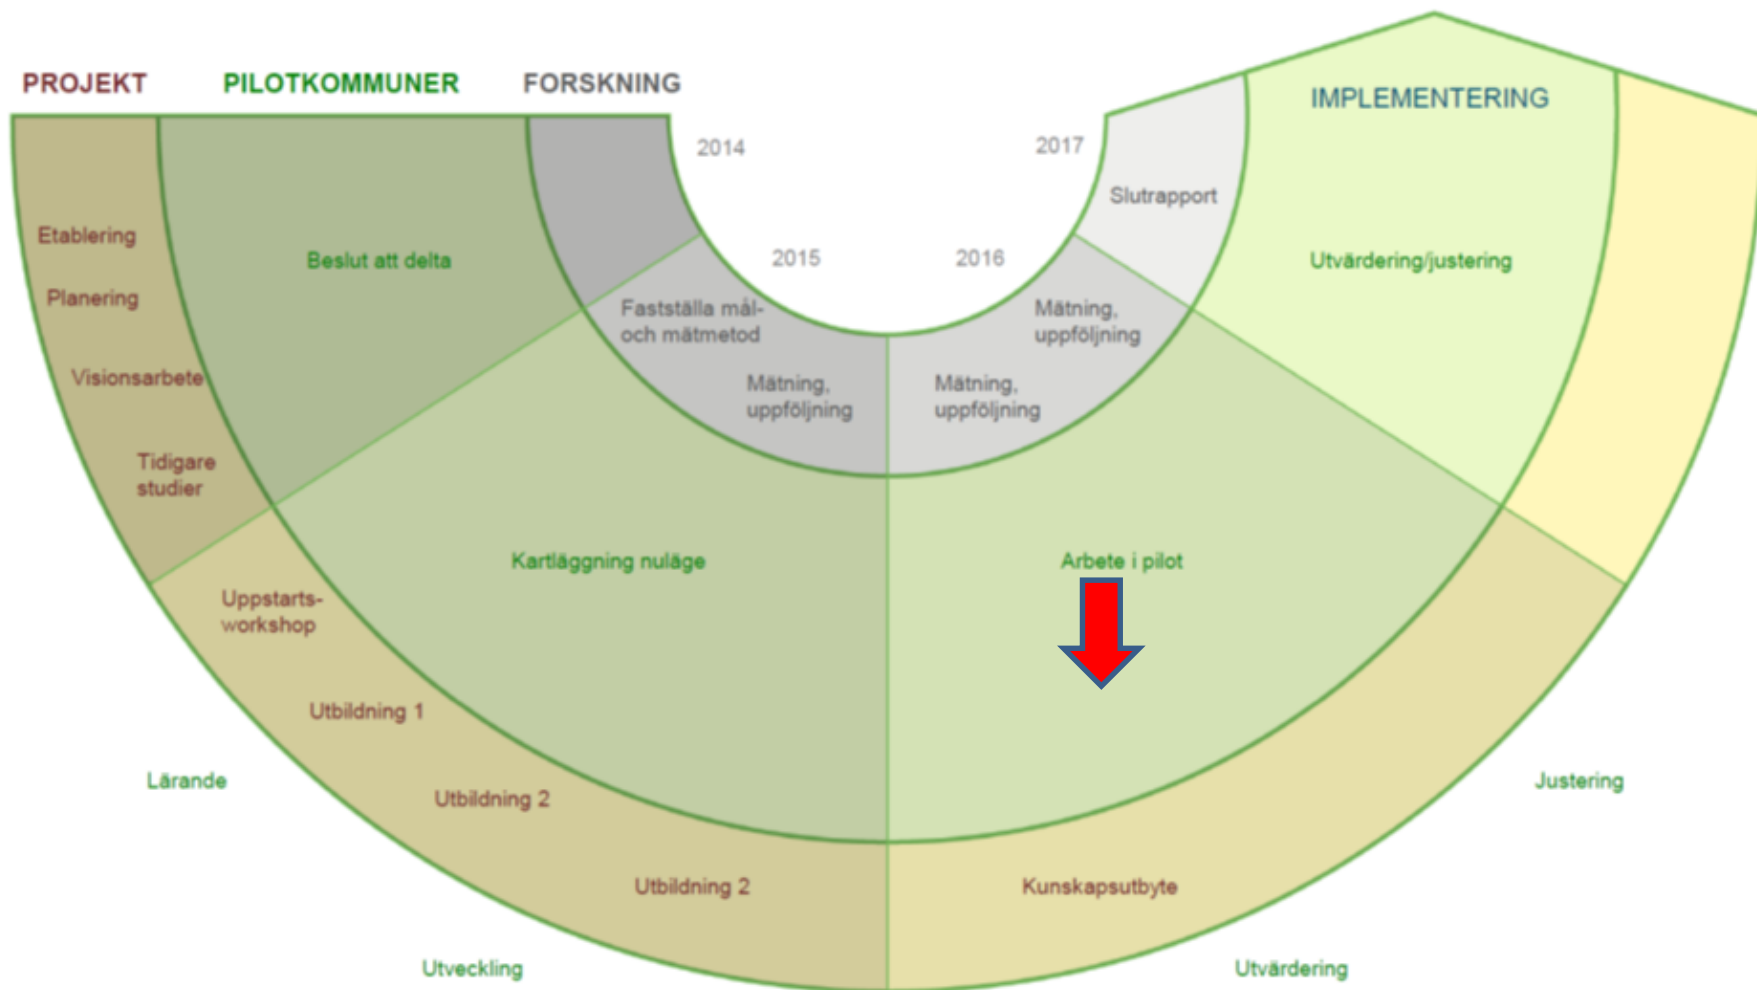 PROJEKT
PILOTKOMMUNER
FORSKNING
IMPLEMENTERING
2014
2017
2015
2016
Etablering
Planering
Visionsarbete
Tidigare
studier
Uppstarts-
workshop
Utbildning 1
Utbildning 2
Utbildning 2
Kunskapsutbyte
Beslut att delta
Kartläggning nuläge
Arbete i pilot
Utvärdering/justering
Fastställa mål-
och mätmetod
Mätning,
uppföljning
Mätning,
uppföljning
Mätning,
uppföljning
Slutrapport
Lärande
Utveckling
Utvärdering
Justering